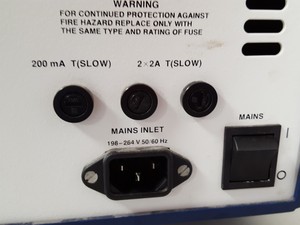 WARNING
FOR CONTINUED PROTECTION AGAINST
FIRE HAZARD REPLACE ONLY WITH
THE SAME TYPE AND RATING OF FUSE
200 mA T(SLOW) 2×2A T(SLOW)
MAINS INLET
198-264 V 50/60 Hz
MAINS
I
O